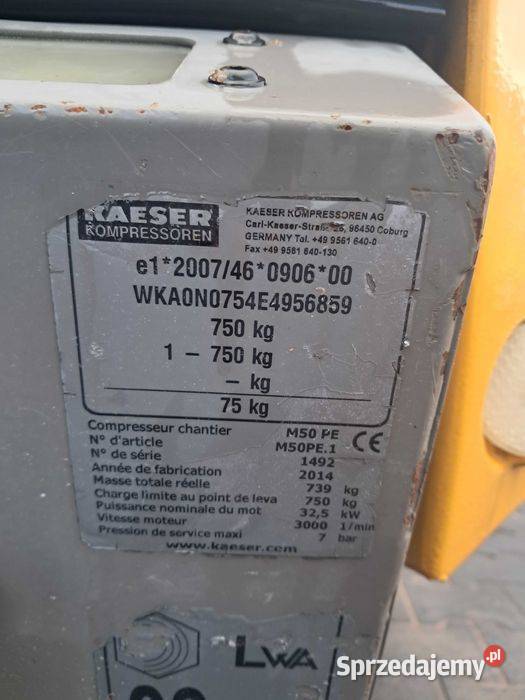 KAESER
KOMPRESSOREN
KAESER KOMPRESSOREN AG
Carl-Kaeser-Straße 26, 96450 Coburg
GERMANY Tel. +49 9561 640-0
Fax +49 9561 640-130
e1*2007/46*0906*00
WKA0N0754E4956859
750 kg
1 – 750 kg
– kg
75 kg
Compresseur chantier M50 PE CE
N° d'article M50PE.1
N° de série 1492
Année de fabrication 2014
Masse totale réelle 739 kg
Charge limite au point de leva 750 kg
Puissance nominale du mot 32,5 kW
Vitesse moteur 3000 1/min
Pression de service maxi 7 bar
www.kaeser.com
LWA
Sprzedajemy.pl